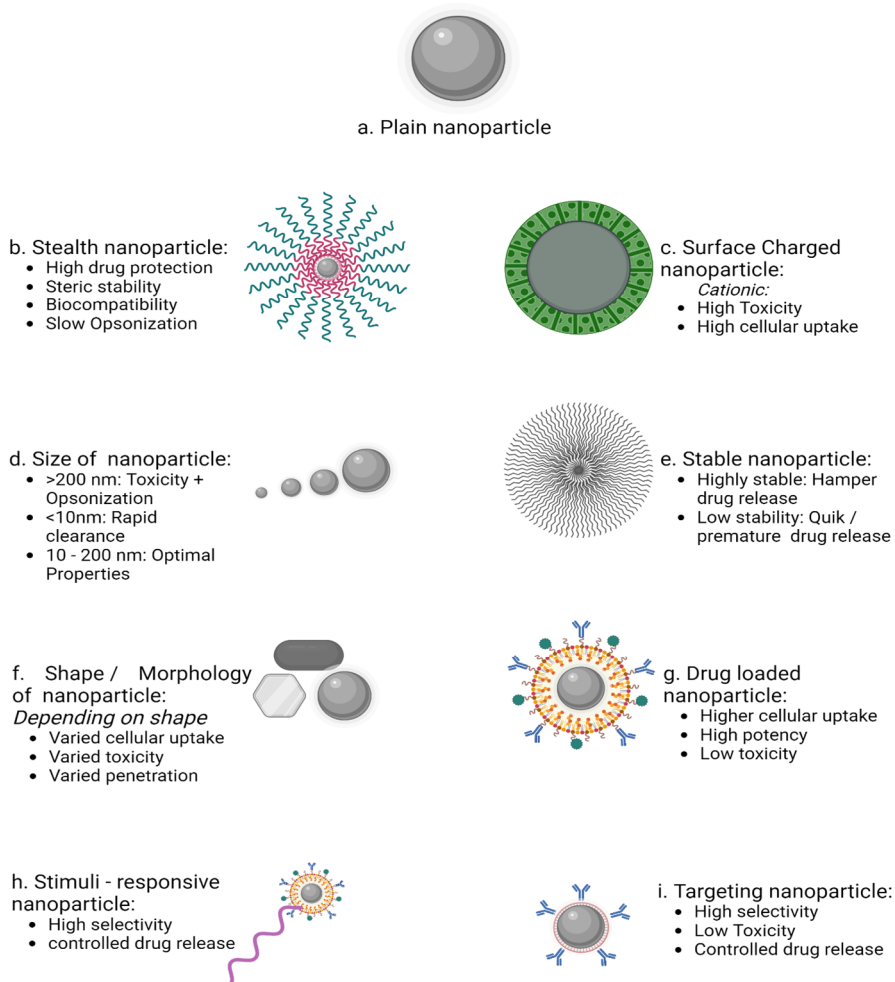 a. Plain nanoparticle
b. Stealth nanoparticle:
• High drug protection
• Steric stability
• Biocompatibility
• Slow Opsonization
c. Surface Charged
nanoparticle:
Cationic:
• High Toxicity
• High cellular uptake
d. Size of nanoparticle:
• >200 nm: Toxicity +
Opsonization
• <10nm: Rapid
clearance
• 10 - 200 nm: Optimal
Properties
e. Stable nanoparticle:
• Highly stable: Hamper
drug release
• Low stability: Quik /
premature drug release
f. Shape / Morphology
of nanoparticle:
Depending on shape
• Varied cellular uptake
• Varied toxicity
• Varied penetration
g. Drug loaded
nanoparticle:
• Higher cellular uptake
• High potency
• Low toxicity
h. Stimuli - responsive
nanoparticle:
• High selectivity
• controlled drug release
i. Targeting nanoparticle:
• High selectivity
• Low Toxicity
• Controlled drug release